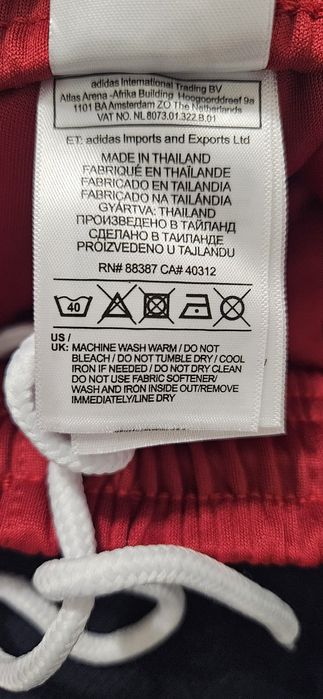 adidas International Trading BV
Atlas Arena -Afrika Building Hoogoorddreef 9a
1101 BA Amsterdam ZO The Netherlands
VAT NO. NL 8073.01.322.B.01
ET: adidas Imports and Exports Ltd
MADE IN THAILAND
FABRIQUÉ EN THAÏLANDE
FABRICADO EN TAILANDIA
FABRICADO NA TAILÂNDIA
GYÁRTVA: THAIFÖLD
ПРОИЗВЕДЕНО В ТАЙЛАНД
СДЕЛАНО В ТАИЛАНДЕ
PROIZVEDENO U TAJLANDU
RN# 88387 CA# 40312
40
US /
UK: MACHINE WASH WARM / DO NOT
BLEACH / DO NOT TUMBLE DRY / COOL
IRON IF NEEDED / DO NOT DRY CLEAN
DO NOT USE FABRIC SOFTENER/
WASH AND IRON INSIDE OUT/REMOVE
IMMEDIATELY/LINE DRY